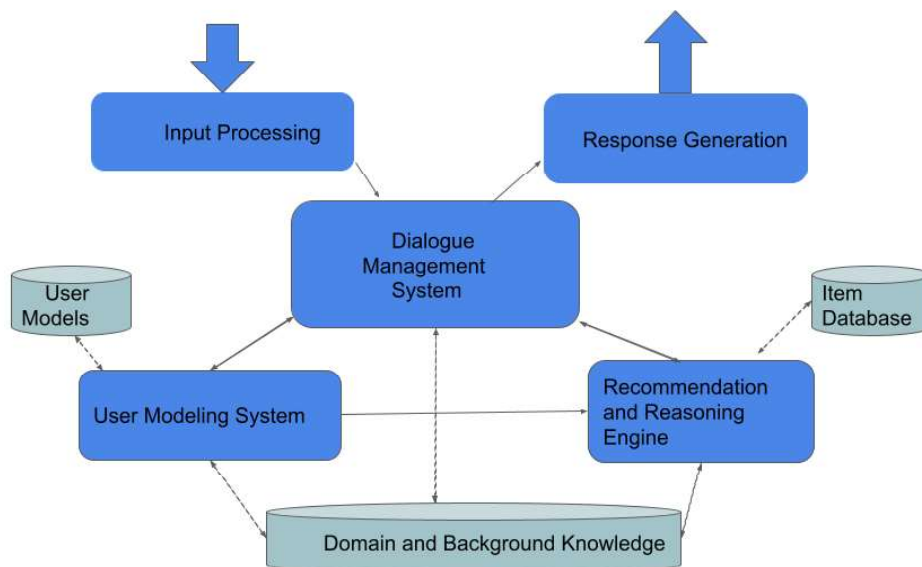 Input Processing
Response Generation
Dialogue
Management
System
User
Models
Item
Database
User Modeling System
Recommendation
and Reasoning
Engine
Domain and Background Knowledge